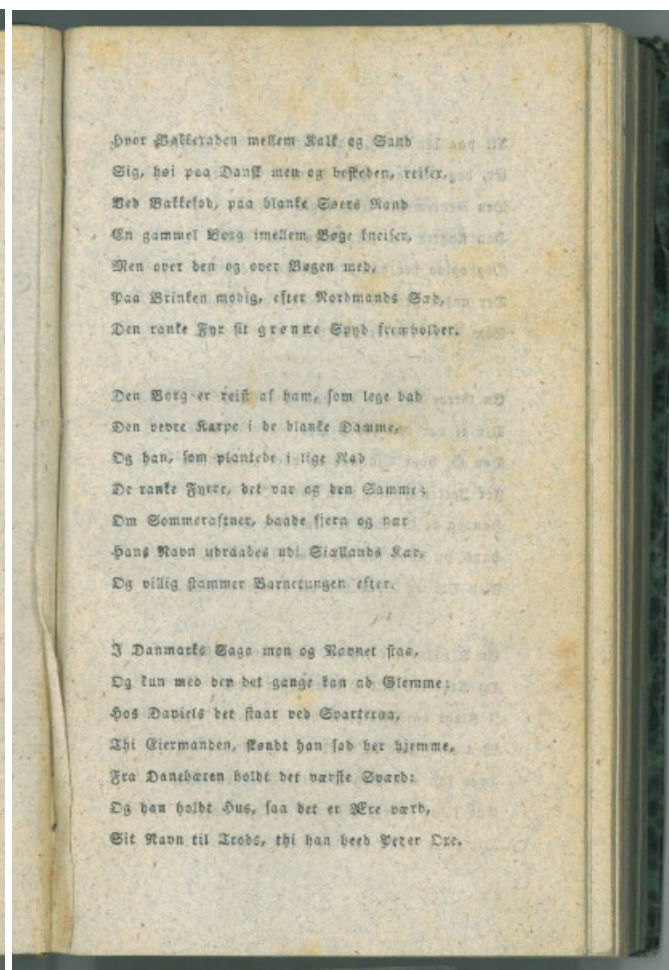 Hvor Bakkeraden mellem Kalk og Sand
Sig, høi paa Dansk men og beskeden, reiser,
Ved Bakkefod, paa blanke Søers Rand
En gammel Borg imellem Bøge kneiser,
Men over den og over Bøgen med,
Paa Brinken modig, efter Nordmands Sæd,
Den ranke Fyr sit grønne Spyd fremholder.
Den Borg er reist af ham, som lege bad
Den vevre Karpe i de blanke Damme,
Og han, som plantede i lige Rad
De ranke Fyrre, det var og den Samme;
Om Sommeraftner, baade fjern og nær
Hans Navn udraabes udi Siællands Kær,
Og villig stammer Barnetungen efter.
I Danmarks Saga mon og Navnet staa,
Og kun med den det gange kan ad Glemme:
Hos Daniels det staar ved Svarteraa,
Thi Eiermanden, skøndt han sad her hjemme,
Fra Danehæren holdt det værste Sværd:
Og han holdt Hus, saa det er Ære værd,
Sit Navn til Trods, thi han heed Peter Oxe.